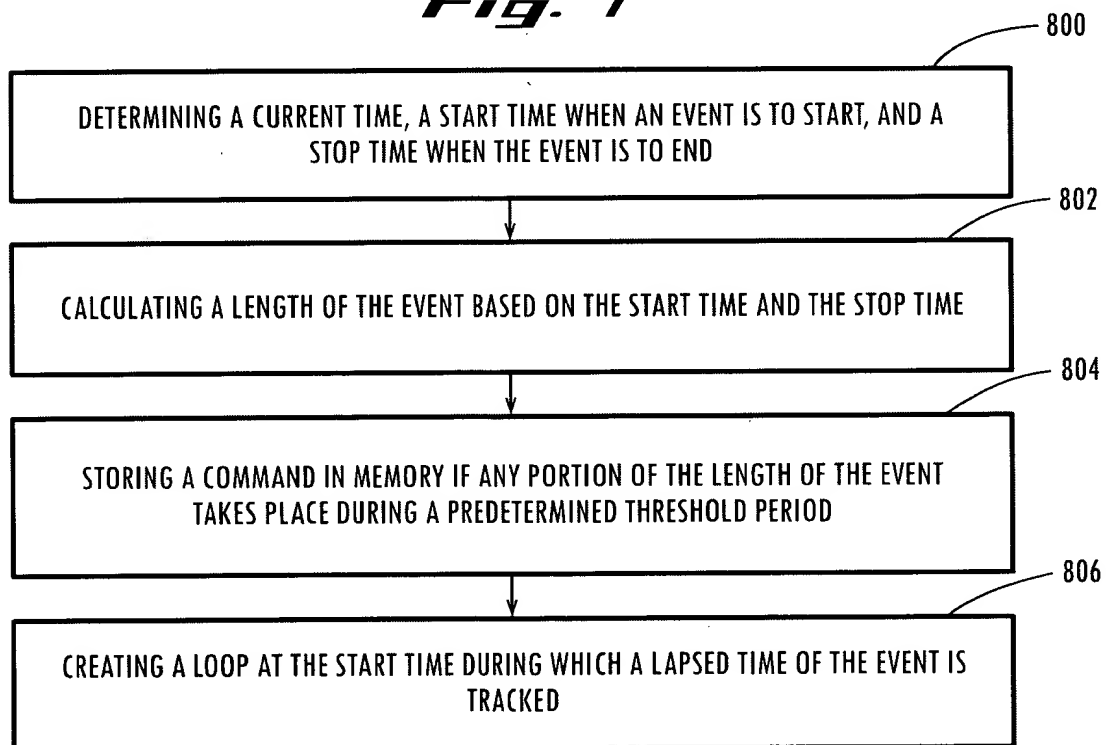 Fig. 7
800
DETERMINING A CURRENT TIME, A START TIME WHEN AN EVENT IS TO START, AND A
STOP TIME WHEN THE EVENT IS TO END
802
CALCULATING A LENGTH OF THE EVENT BASED ON THE START TIME AND THE STOP TIME
804
STORING A COMMAND IN MEMORY IF ANY PORTION OF THE LENGTH OF THE EVENT
TAKES PLACE DURING A PREDETERMINED THRESHOLD PERIOD
806
CREATING A LOOP AT THE START TIME DURING WHICH A LAPSED TIME OF THE EVENT IS
TRACKED